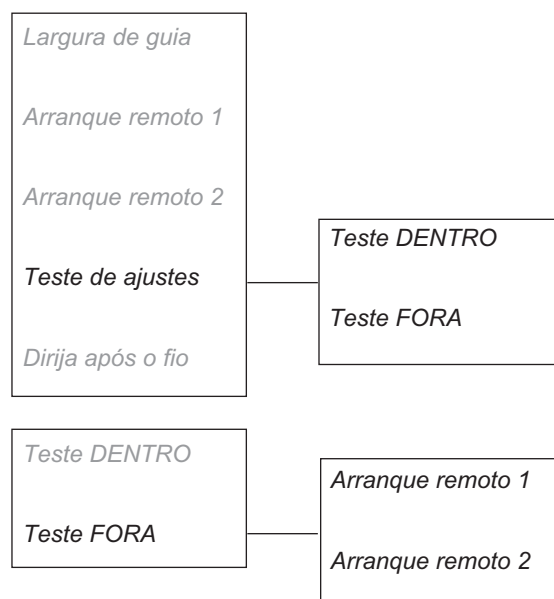 Largura de guia
Arranque remoto 1
Arranque remoto 2
Teste de ajustes
Dirija após o fio
Teste DENTRO
Teste FORA
Teste DENTRO
Teste FORA
Arranque remoto 1
Arranque remoto 2